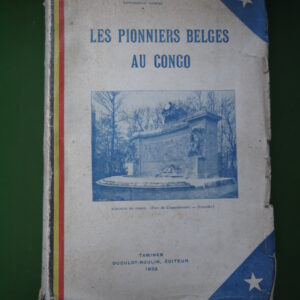 LES PIONNIERS BELGES
AU CONGO
TAMINES
DUCULOT-ROULIN, ÉDITEUR